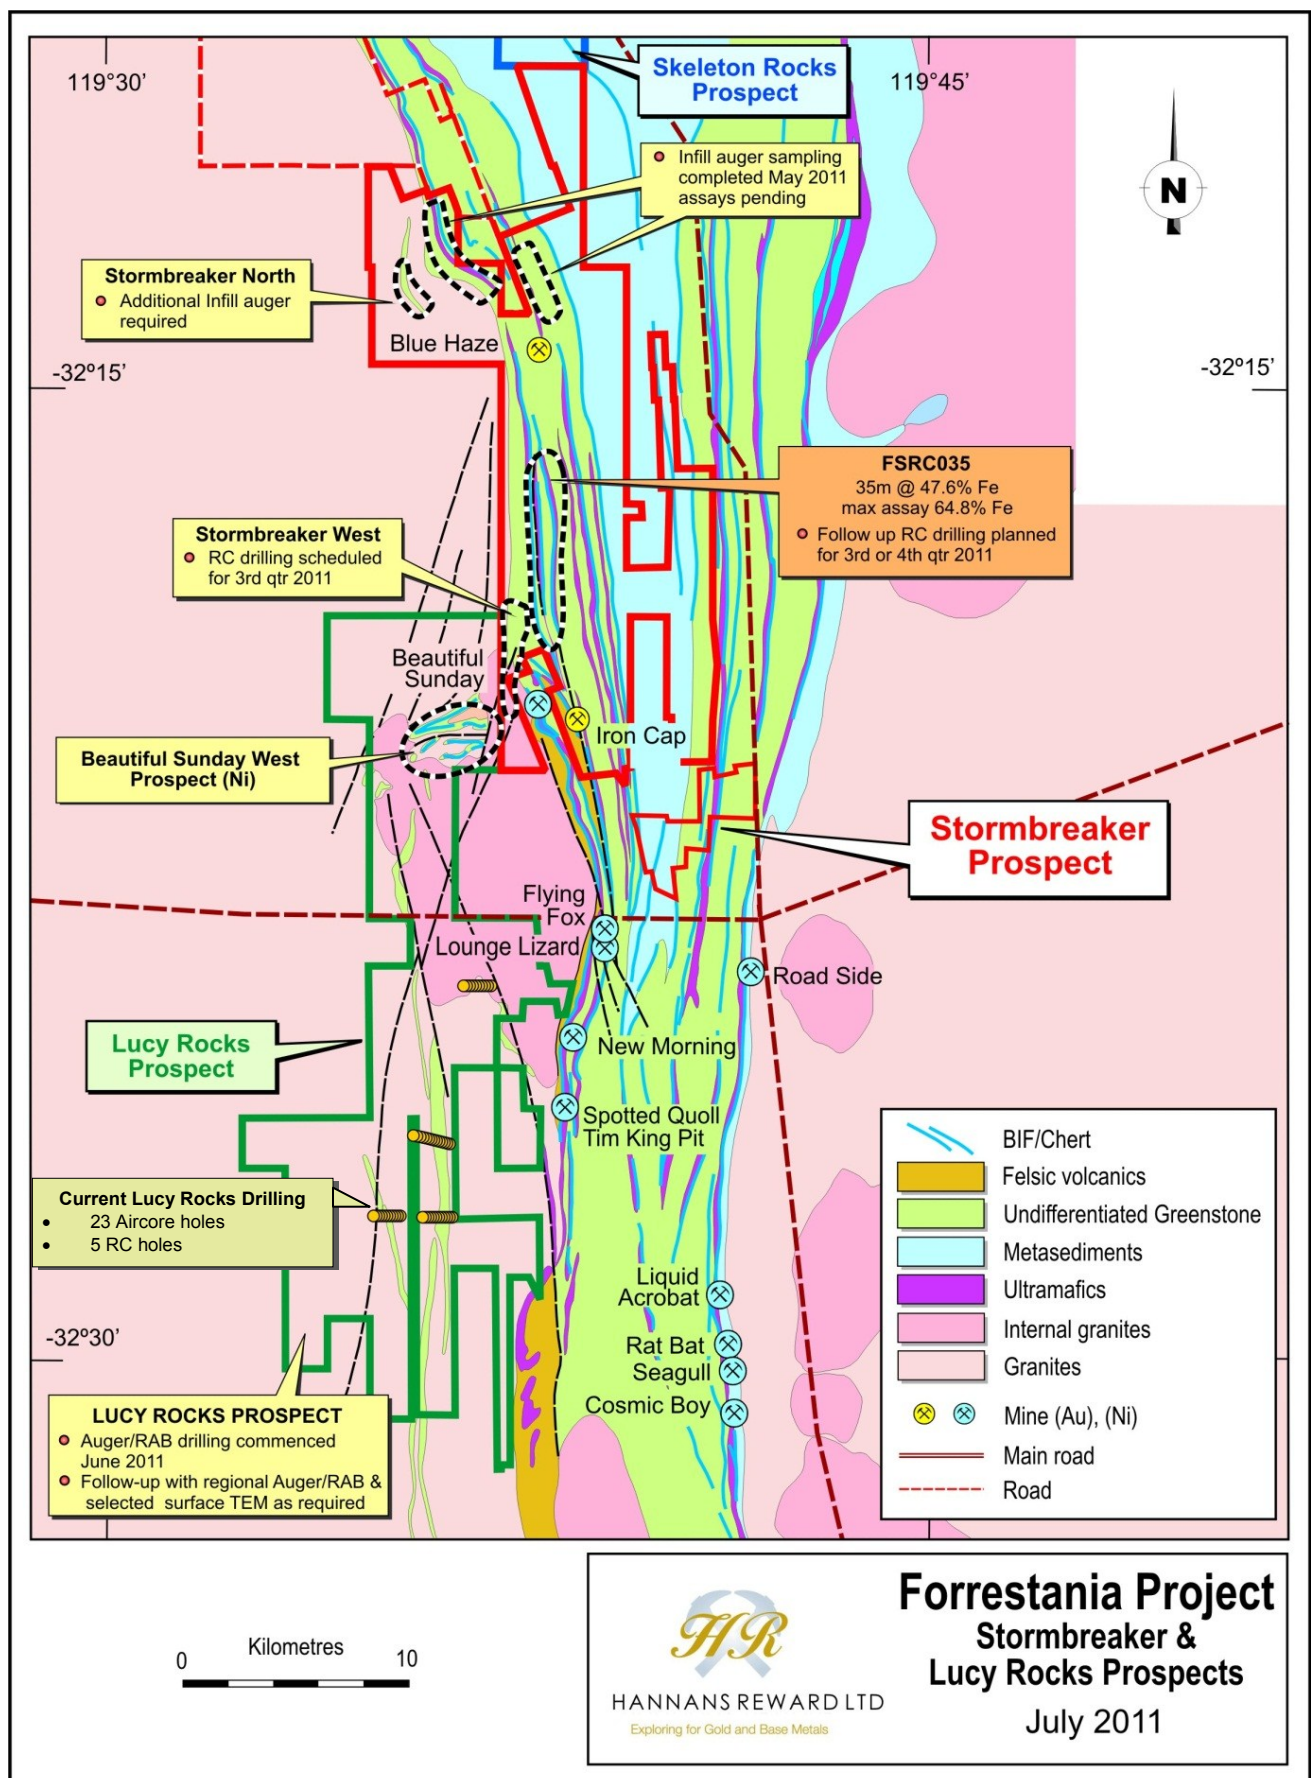 119°30'
119°45'
Skeleton Rocks
Prospect
Infill auger sampling
completed May 2011
assays pending
N
Stormbreaker North
Additional Infill auger
required
Blue Haze
-32°15'
-32°15'
FSRC035
35m @ 47.6% Fe
max assay 64.8% Fe
Follow up RC drilling planned
for 3rd or 4th qtr 2011
Stormbreaker West
RC drilling scheduled
for 3rd qtr 2011
Beautiful
Sunday
Iron Cap
Beautiful Sunday West
Prospect (Ni)
Stormbreaker
Prospect
Flying
Fox
Lounge Lizard
Road Side
Lucy Rocks
Prospect
New Morning
Spotted Quoll
Tim King Pit
Current Lucy Rocks Drilling
• 23 Aircore holes
• 5 RC holes
Liquid
Acrobat
-32°30'
Rat Bat
Seagull
Cosmic Boy
LUCY ROCKS PROSPECT
Auger/RAB drilling commenced
June 2011
Follow-up with regional Auger/RAB &
selected surface TEM as required
BIF/Chert
Felsic volcanics
Undifferentiated Greenstone
Metasediments
Ultramafics
Internal granites
Granites
Mine (Au), (Ni)
Main road
Road
Kilometres
0 10
HR
HANNANS REWARD LTD
Exploring for Gold and Base Metals
Forrestania Project
Stormbreaker &
Lucy Rocks Prospects
July 2011